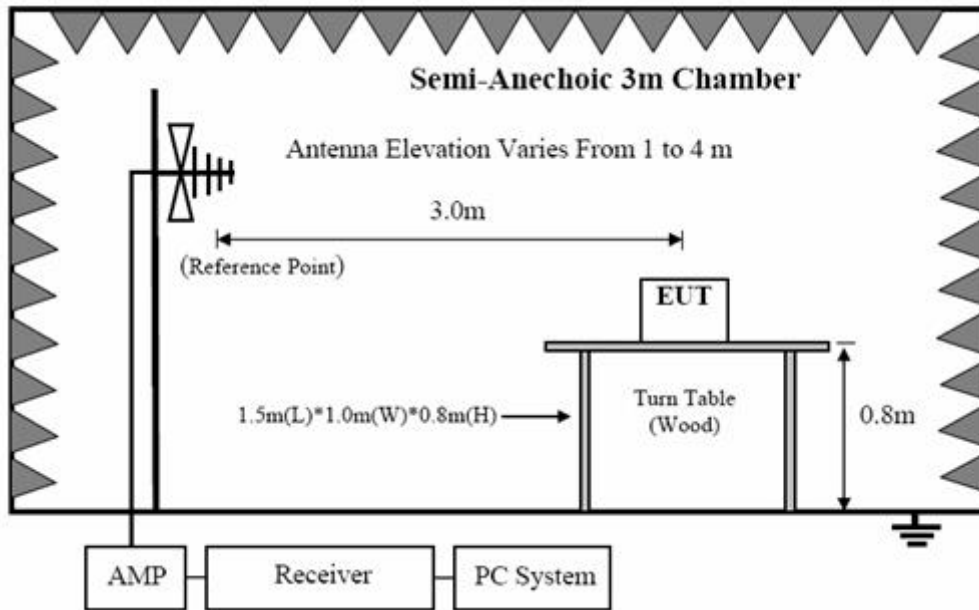 Semi-Anechoic 3m Chamber
Antenna Elevation Varies From 1 to 4 m
3.0m
(Reference Point)
EUT
1.5m(L)*1.0m(W)*0.8m(H)
Turn Table
(Wood)
0.8m
AMP
Receiver
PC System